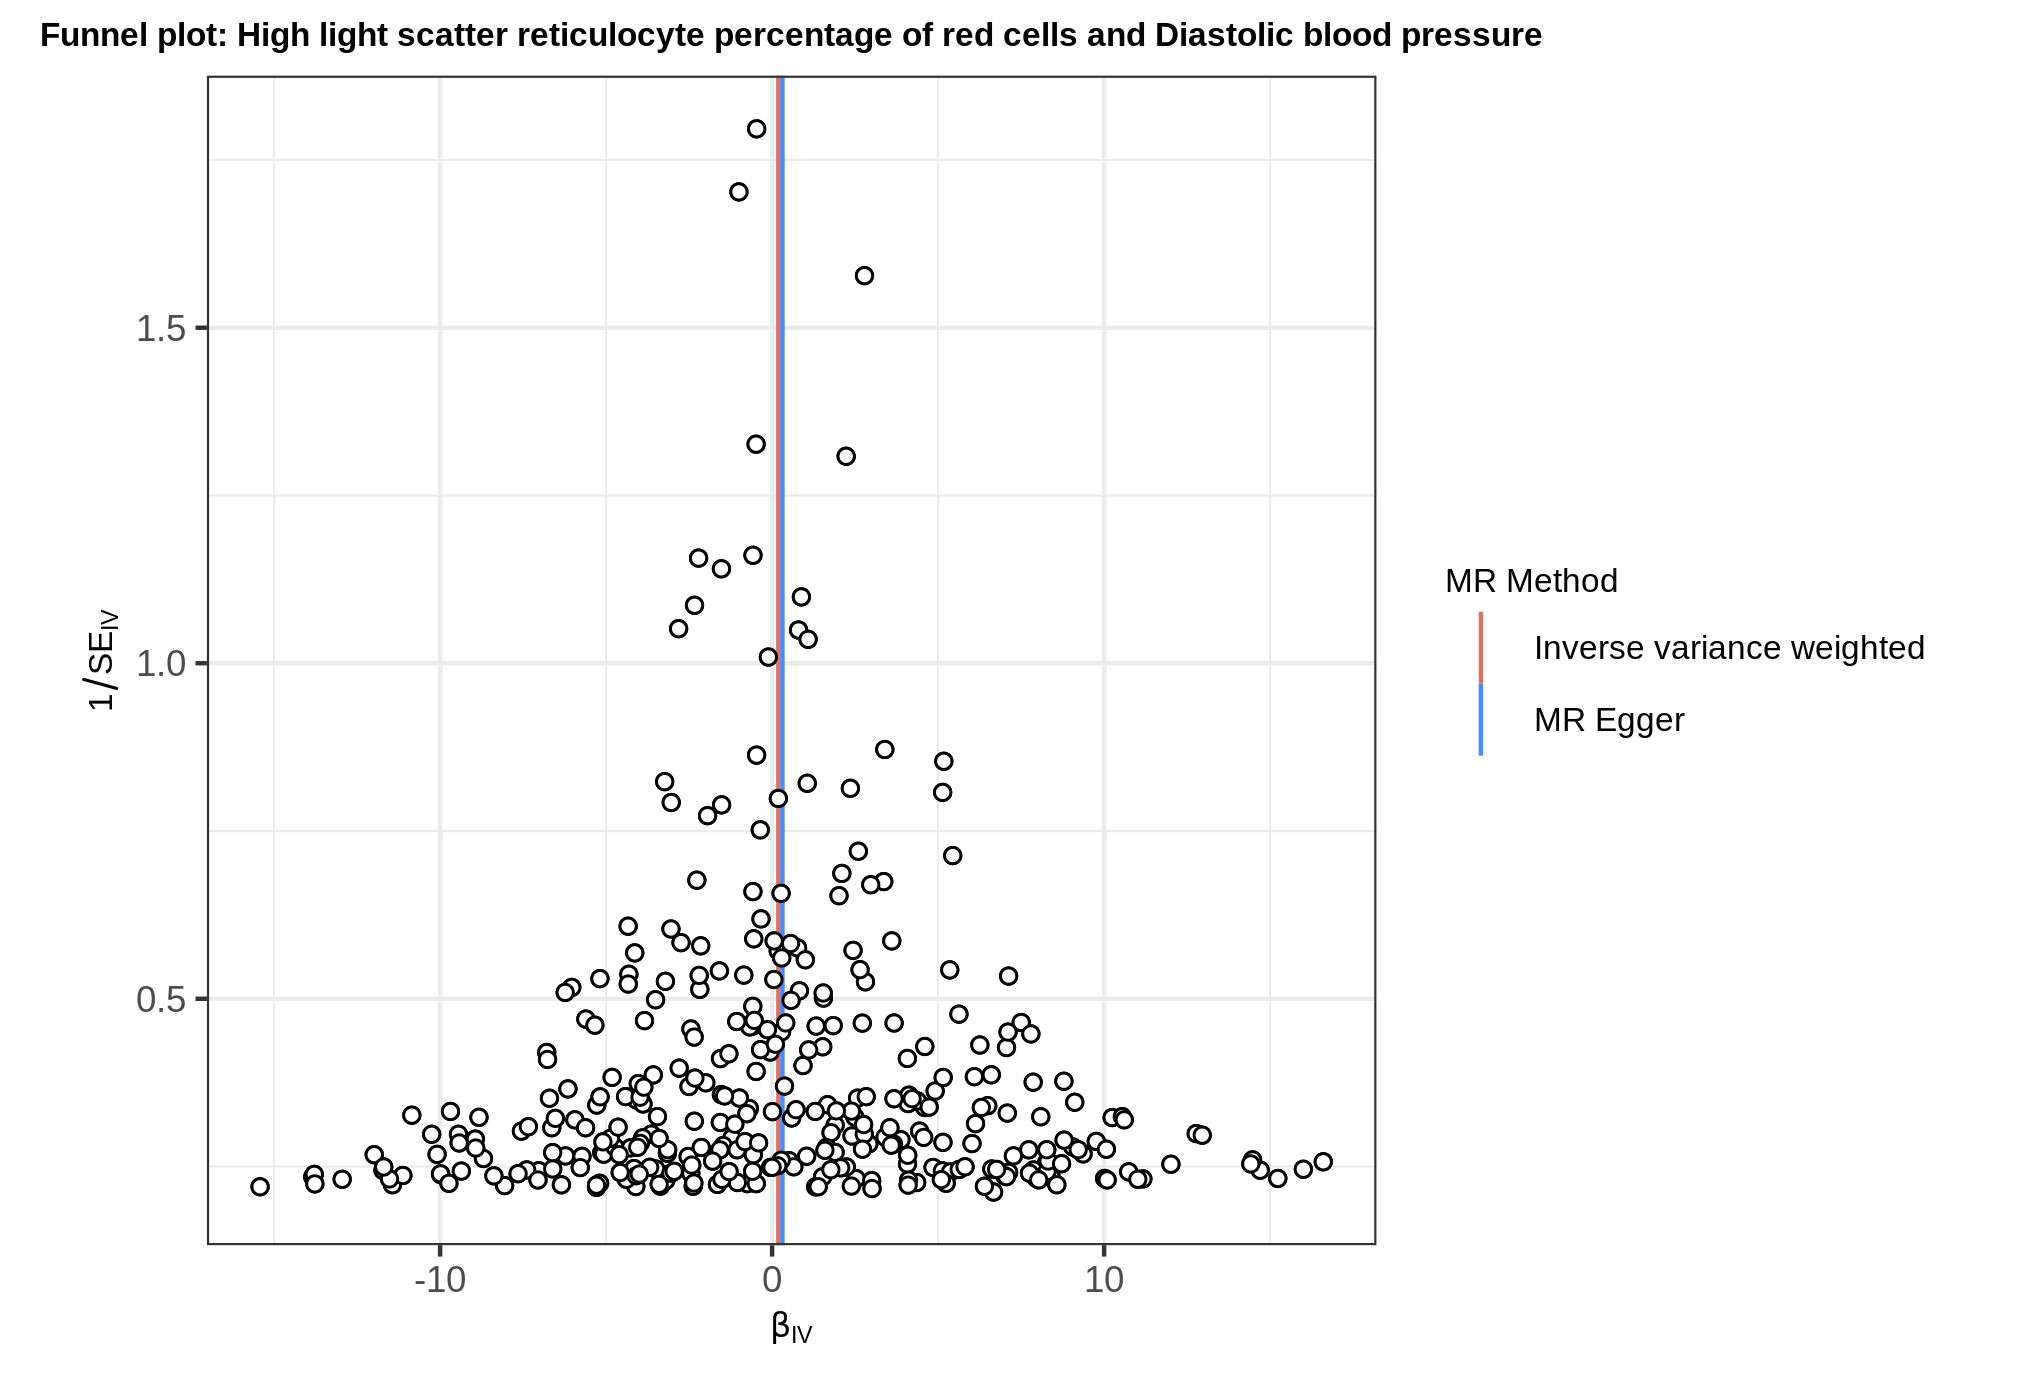 Funnel plot: High light scatter reticulocyte percentage of red cells and Diastolic blood pressure
1.5
1.0
0.5
1/SEIV
-10
0
10
βIV
MR Method
Inverse variance weighted
MR Egger